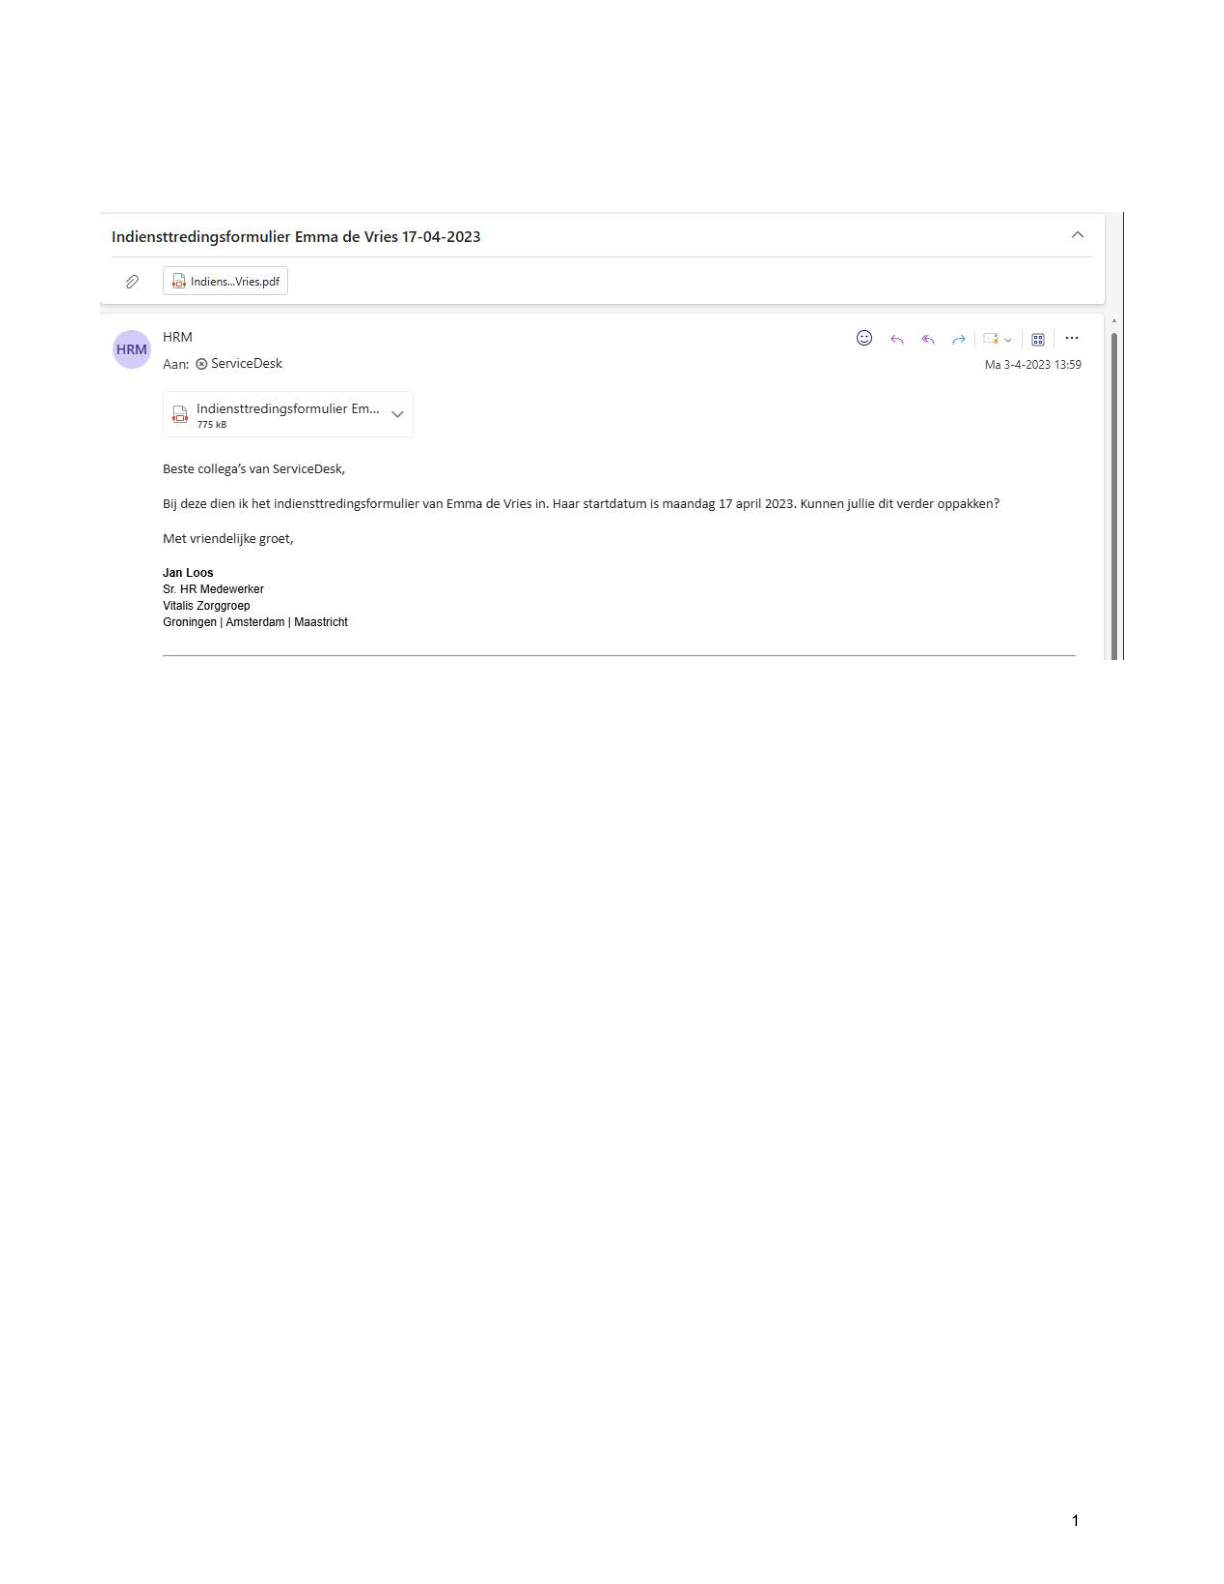 Indiensttredingsformulier Emma de Vries 17-04-2023
Indiens...Vries.pdf
HRM
HRM
Aan: ServiceDesk
Ma 3-4-2023 13:59
Indiensttredingsformulier Em...
775 kB
Beste collega's van ServiceDesk,
Bij deze dien ik het indiensttredingsformulier van Emma de Vries in. Haar startdatum is maandag 17 april 2023. Kunnen jullie dit verder oppakken?
Met vriendelijke groet,
Jan Loos
Sr. HR Medewerker
Vitalis Zorggroep
Groningen | Amsterdam | Maastricht
1